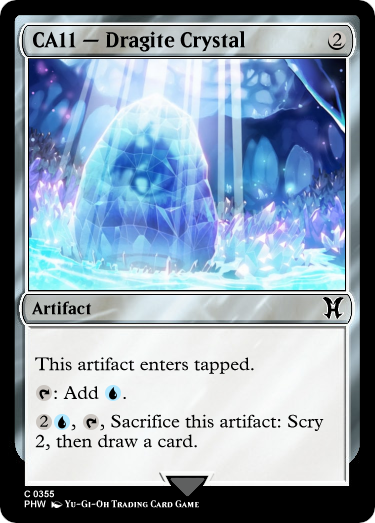 CA11 — Dragite Crystal 2
Artifact
This artifact enters tapped.
: Add .
2 , , Sacrifice this artifact: Scry
2, then draw a card.
C 0355
PHW Yu-Gi-Oh Trading Card Game